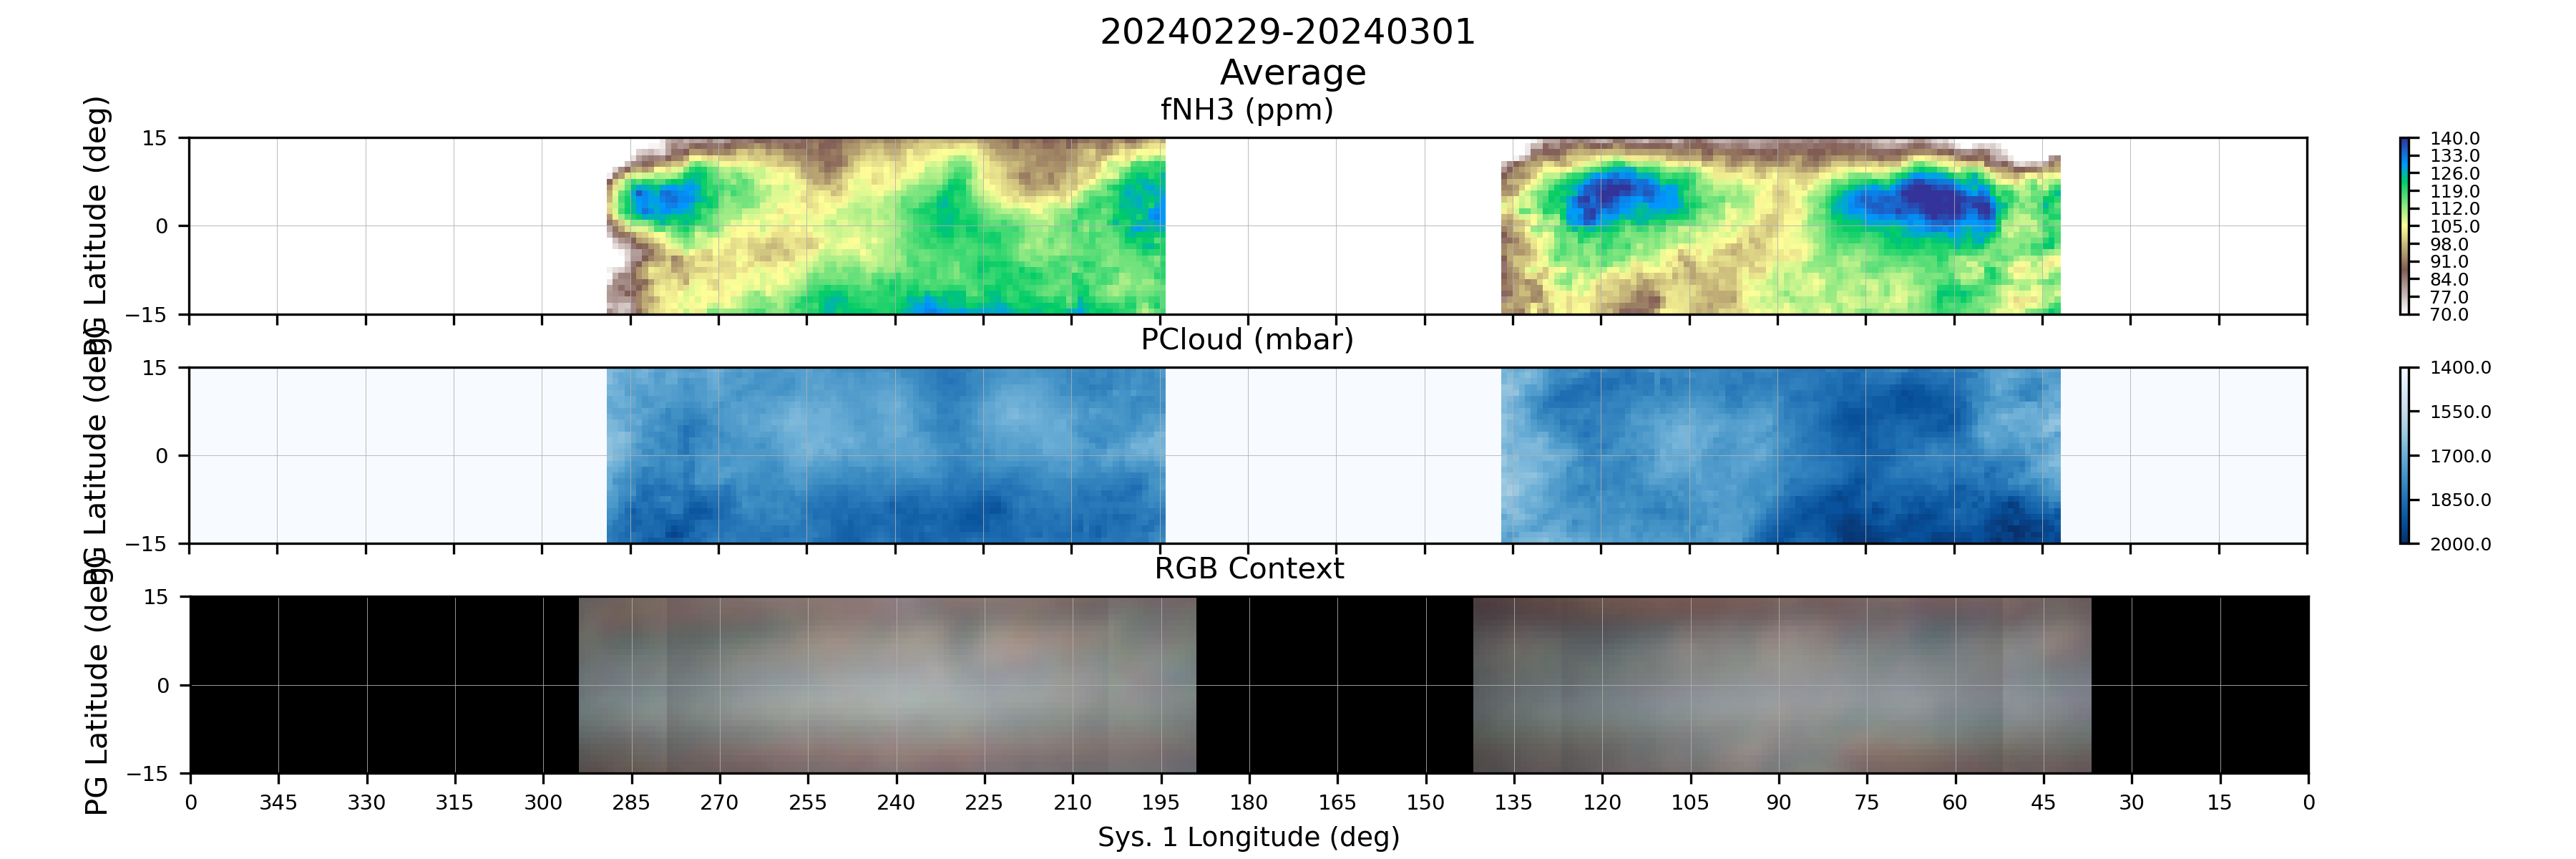 20240229-20240301
Average
fNH3 (ppm)
PG Latitude (deg)
15
0
−15
140.0
133.0
126.0
119.0
112.0
105.0
98.0
91.0
84.0
77.0
70.0
PCloud (mbar)
PG Latitude (deg)
15
0
−15
1400.0
1550.0
1700.0
1850.0
2000.0
RGB Context
PG Latitude (deg)
15
0
−15
0 345 330 315 300 285 270 255 240 225 210 195 180 165 150 135 120 105 90 75 60 45 30 15 0
Sys. 1 Longitude (deg)